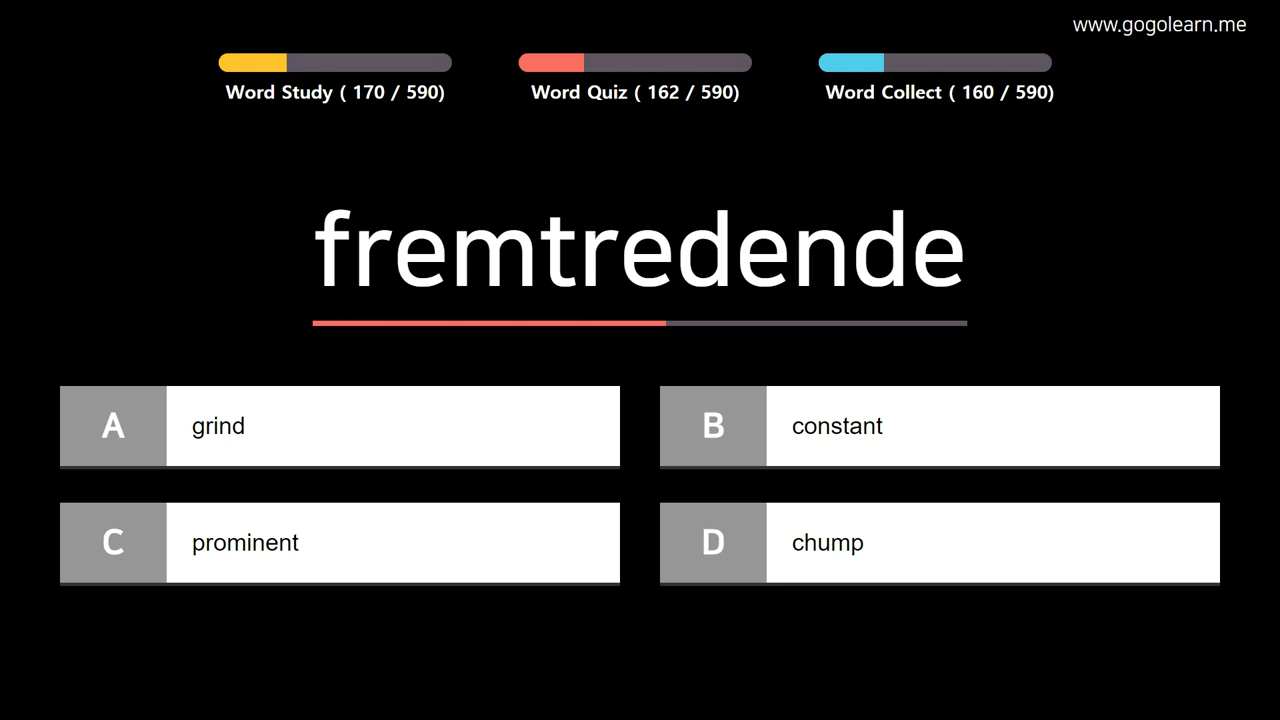 www.gogolearn.me
Word Study ( 170 / 590)
Word Quiz ( 162 / 590)
Word Collect ( 160 / 590)
fremtredende
A grind
B constant
C prominent
D chump